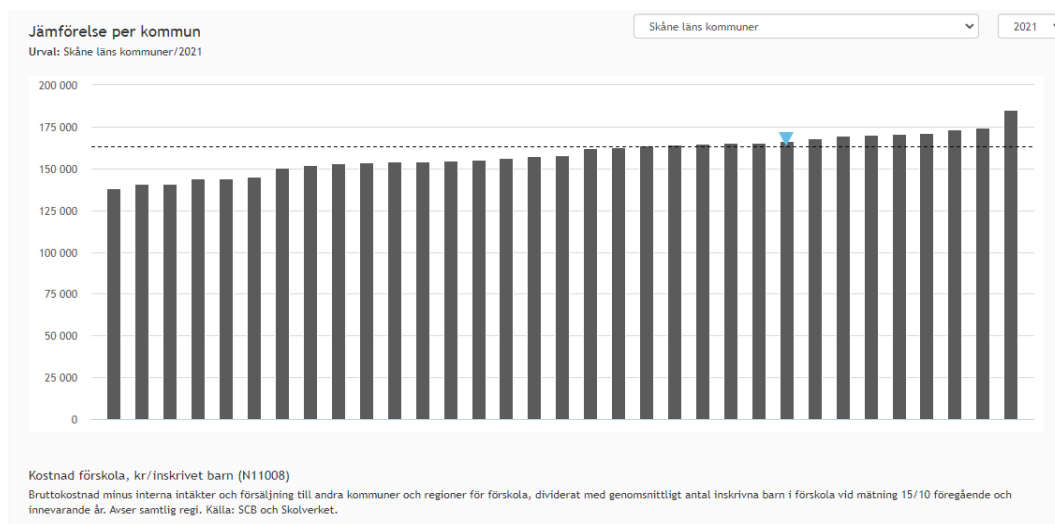 Jämförelse per kommun
Skåne läns kommuner
2021
Urval: Skåne läns kommuner/2021
200 000
175 000
150 000
125 000
100 000
75 000
50 000
25 000
0
Kostnad förskola, kr/inskrivet barn (N11008)
Bruttokostnad minus interna intäkter och försäljning till andra kommuner och regioner för förskola, dividerat med genomsnittligt antal inskrivna barn i förskola vid mätning 15/10 föregående och
innevarande år. Avser samtlig regi. Källa: SCB och Skolverket.